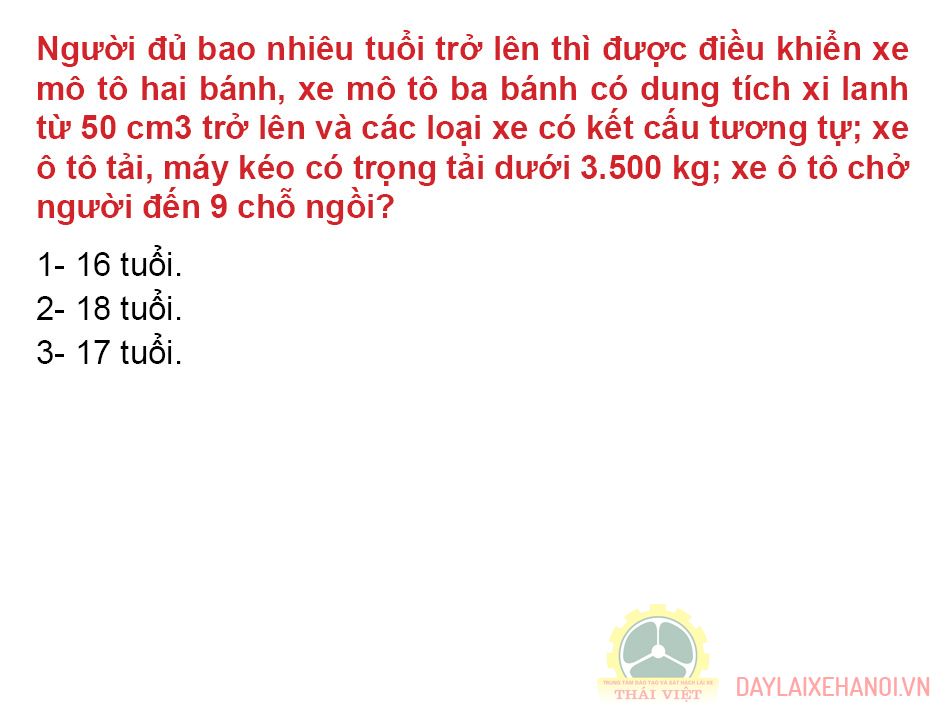 Người đủ bao nhiêu tuổi trở lên thì được điều khiển xe
mô tô hai bánh, xe mô tô ba bánh có dung tích xi lanh
từ 50 cm3 trở lên và các loại xe có kết cấu tương tự; xe
ô tô tải, máy kéo có trọng tải dưới 3.500 kg; xe ô tô chở
người đến 9 chỗ ngồi?
1- 16 tuổi.
2- 18 tuổi.
3- 17 tuổi.
TRUNG TÂM ĐÀO TẠO VÀ SÁT HẠCH LÁI XE
THÁI VIỆT
DAYLAIXEHANOI.VN